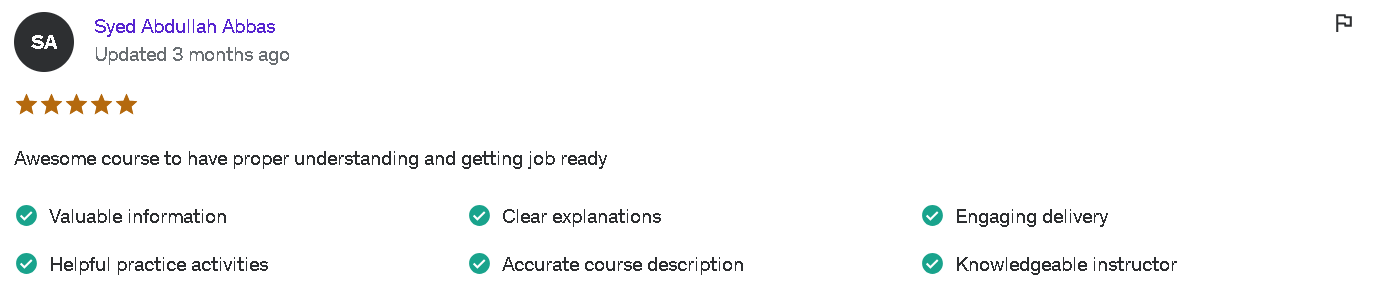 SA
Syed Abdullah Abbas
Updated 3 months ago
Awesome course to have proper understanding and getting job ready
Valuable information
Clear explanations
Engaging delivery
Helpful practice activities
Accurate course description
Knowledgeable instructor